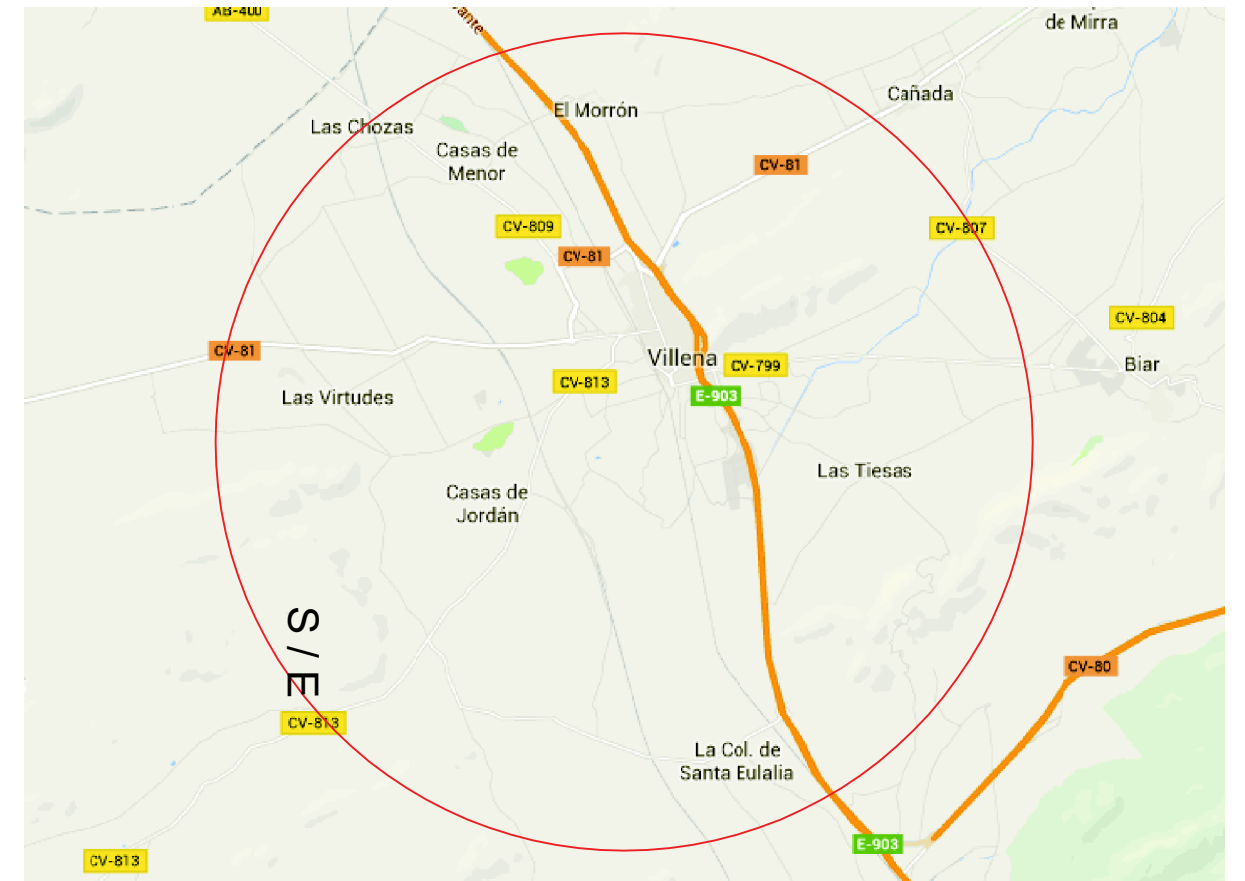 AB-400
ante
de Mirra
Cañada
El Morrón
Las Chozas
Casas de
Menor
CV-81
CV-809
CV-807
CV-81
CV-804
CV-81
Villena
CV-799
Biar
CV-813
Las Virtudes
E-903
Las Tiesas
Casas de
Jordán
S / E
CV-80
CV-813
La Col. de
Santa Eulalia
E-903
CV-813